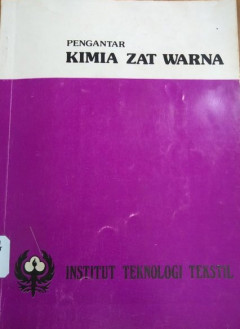 PENGANTAR
KIMIA ZAT WARNA
INSTITUT TEKNOLOGI TEKSTIL